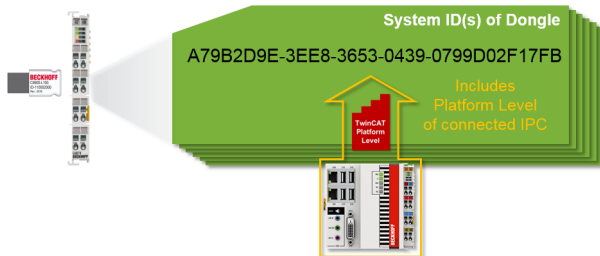 System ID(s) of Dongle
A79B2D9E-3EE8-3653-0439-0799D02F17FB
Includes
Platform Level
of connected IPC
TwinCAT
Platform
Level
BECKHOFF
BECKHOFF